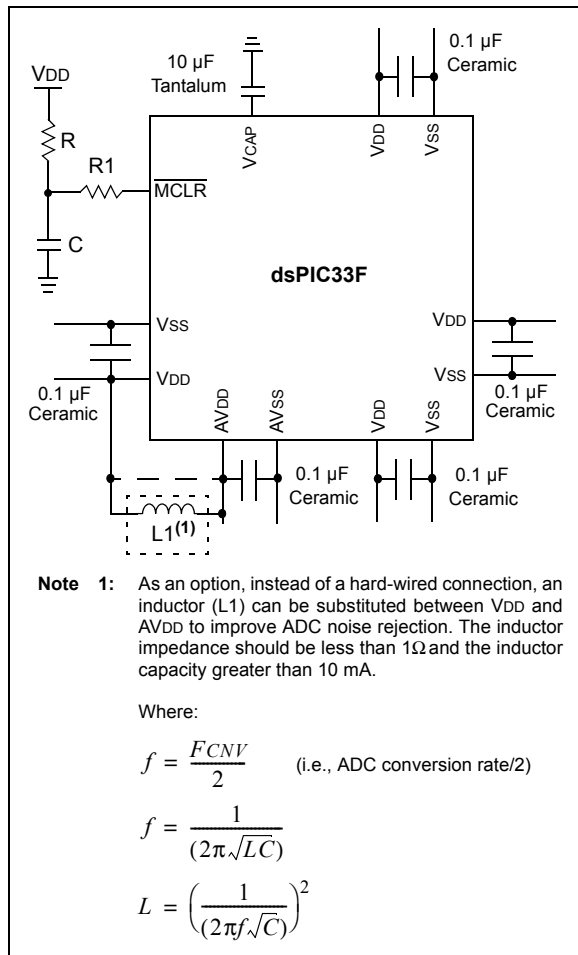 VDD
10 µF
Tantalum
0.1 µF
Ceramic
R
R1
C
MCLR
VCAP
VDD
VSS
dsPIC33F
VSS
VDD
0.1 µF
Ceramic
VDD
VSS
0.1 µF
Ceramic
AVDD
AVSS
VDD
VSS
0.1 µF
Ceramic
0.1 µF
Ceramic
L1(1)
Note 1: As an option, instead of a hard-wired connection, an
inductor (L1) can be substituted between VDD and
AVDD to improve ADC noise rejection. The inductor
impedance should be less than 1Ω and the inductor
capacity greater than 10 mA.
Where:
f = FCNV / 2 (i.e., ADC conversion rate/2)
f = 1 / (2π√LC)
L = (1 / (2πf√C))²